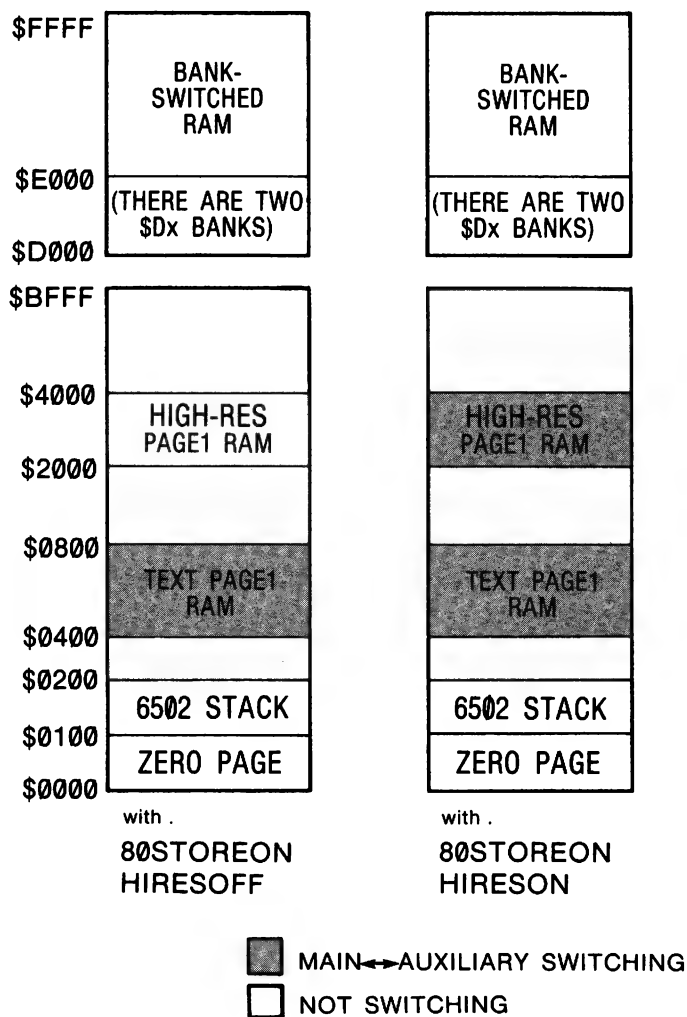 $FFFF
BANK-
SWITCHED
RAM
$E000
(THERE ARE TWO
$Dx BANKS)
$D000
$BFFF
$4000
HIGH-RES
PAGE1 RAM
$2000
$0800
TEXT PAGE1
RAM
$0400
$0200
6502 STACK
$0100
ZERO PAGE
$0000
with .
80STOREON
HIRESOFF
BANK-
SWITCHED
RAM
(THERE ARE TWO
$Dx BANKS)
HIGH-RES
PAGE1 RAM
TEXT PAGE1
RAM
6502 STACK
ZERO PAGE
with .
80STOREON
HIRESON
MAIN↔AUXILIARY SWITCHING
NOT SWITCHING